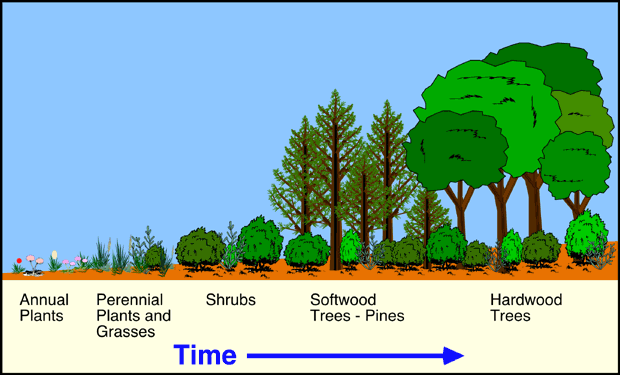 Annual
Plants
Perennial
Plants and
Grasses
Shrubs
Softwood
Trees - Pines
Hardwood
Trees
Time